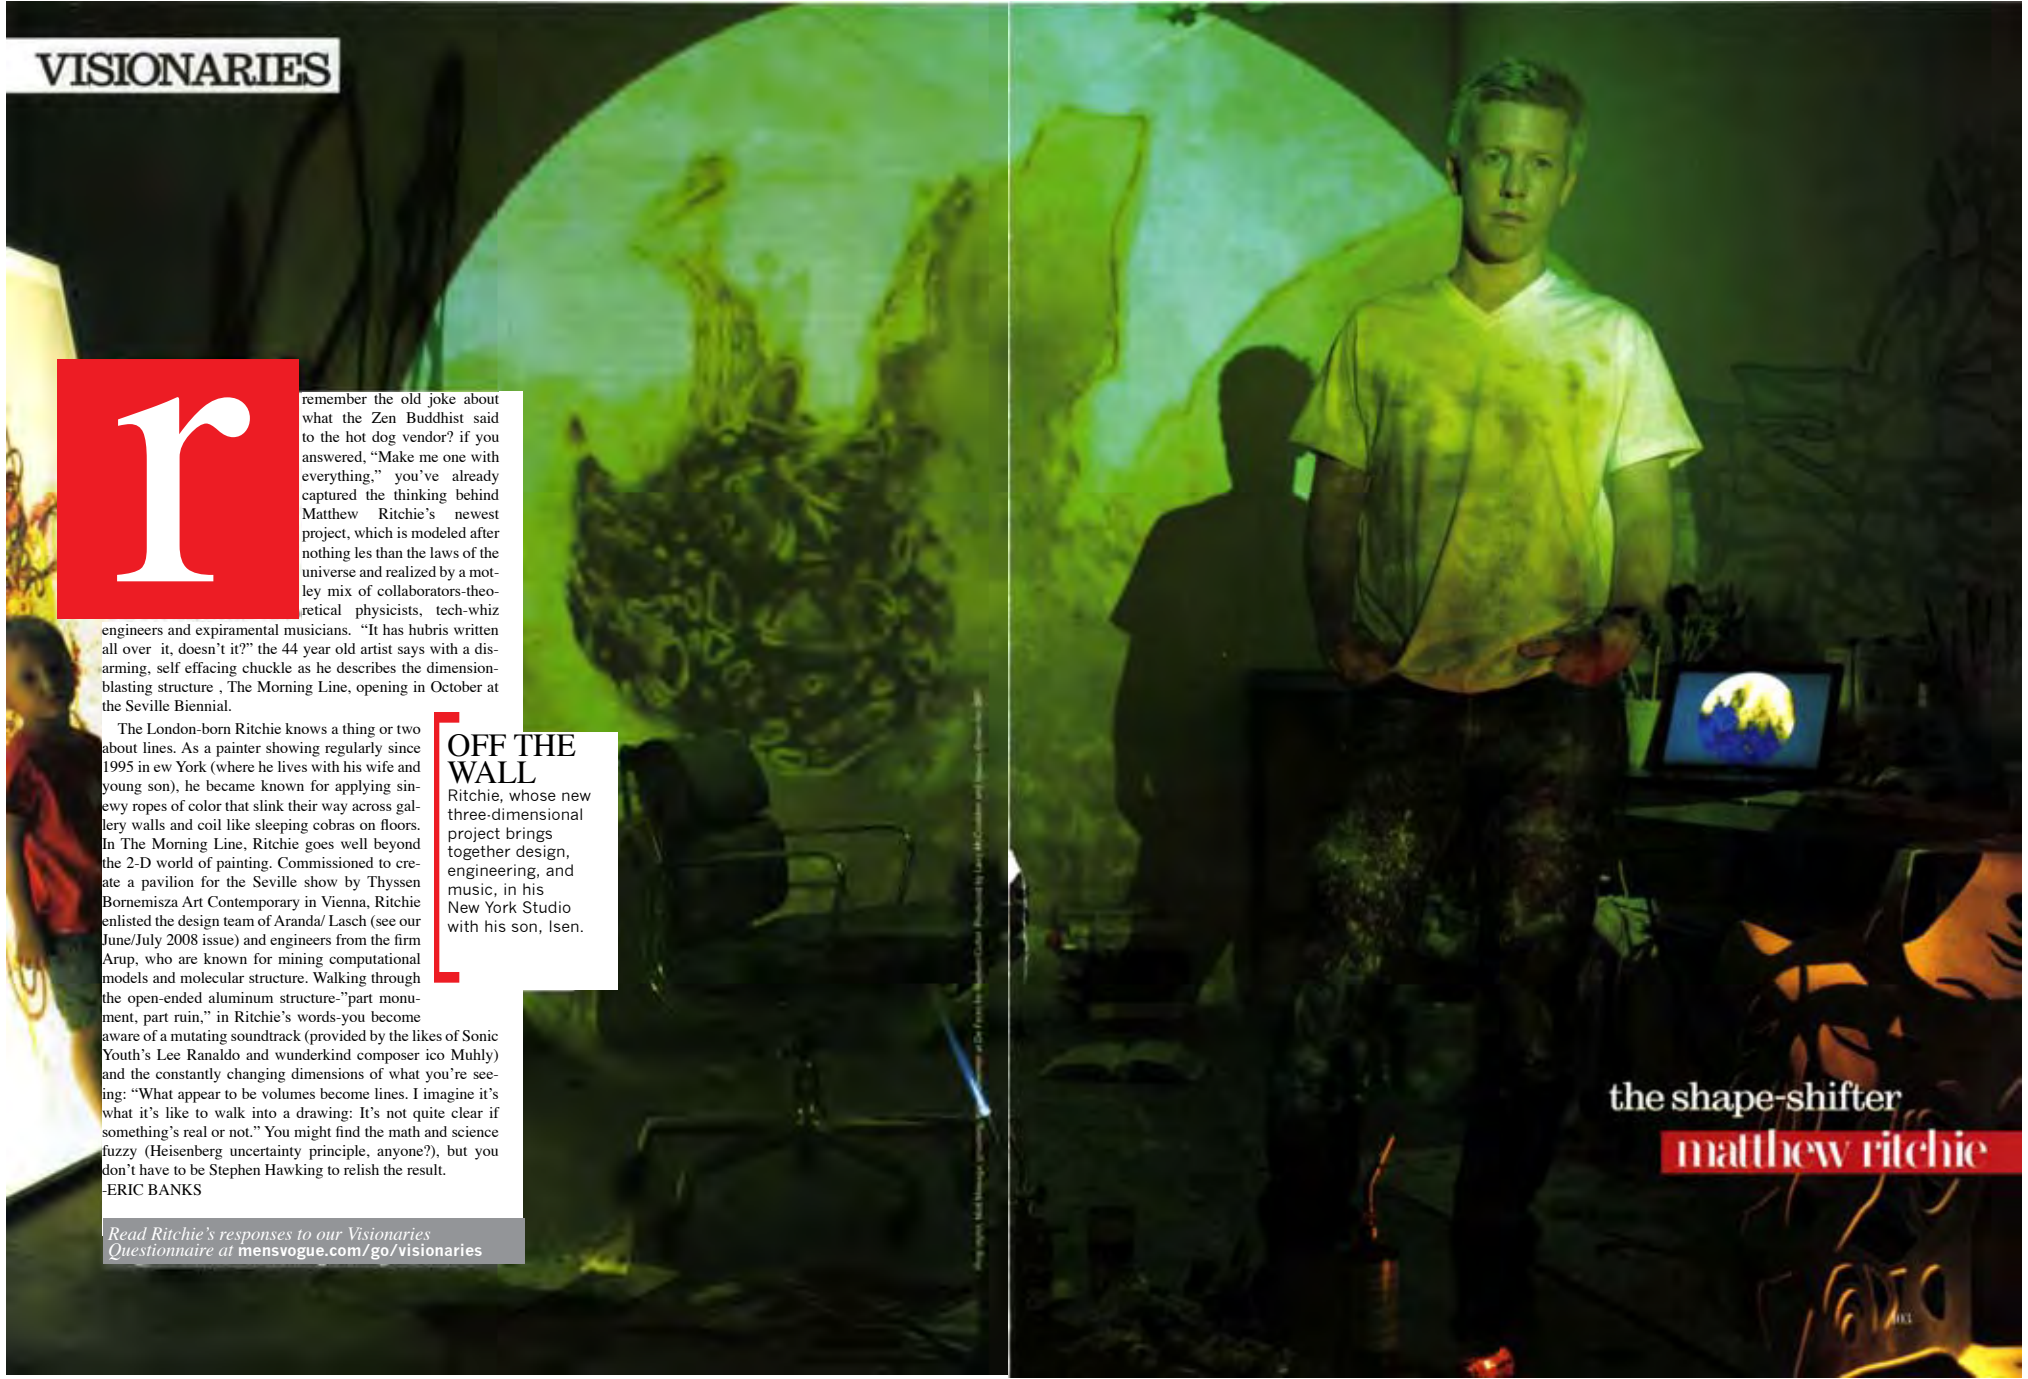 VISIONARIES
r
remember the old joke about
what the Zen Buddhist said
to the hot dog vendor? if you
answered, “Make me one with
everything,” you’ve already
captured the thinking behind
Matthew Ritchie’s newest
project, which is modeled after
nothing les than the laws of the
universe and realized by a mot-
ley mix of collaborators-theo-
retical physicists, tech-whiz
engineers and expiramental musicians. “It has hubris written
all over it, doesn’t it?” the 44 year old artist says with a dis-
arming, self effacing chuckle as he describes the dimension-
blasting structure , The Morning Line, opening in October at
the Seville Biennial.
The London-born Ritchie knows a thing or two
about lines. As a painter showing regularly since
1995 in ew York (where he lives with his wife and
young son), he became known for applying sin-
ewy ropes of color that slink their way across gal-
lery walls and coil like sleeping cobras on floors.
In The Morning Line, Ritchie goes well beyond
the 2-D world of painting. Commissioned to cre-
ate a pavilion for the Seville show by Thyssen
Bornemisza Art Contemporary in Vienna, Ritchie
enlisted the design team of Aranda/ Lasch (see our
June/July 2008 issue) and engineers from the firm
Arup, who are known for mining computational
models and molecular structure. Walking through
the open-ended aluminum structure-”part monu-
ment, part ruin,” in Ritchie’s words-you become
aware of a mutating soundtrack (provided by the likes of Sonic
Youth’s Lee Ranaldo and wunderkind composer ico Muhly)
and the constantly changing dimensions of what you’re see-
ing: “What appear to be volumes become lines. I imagine it’s
what it’s like to walk into a drawing: It’s not quite clear if
something’s real or not.” You might find the math and science
fuzzy (Heisenberg uncertainty principle, anyone?), but you
don’t have to be Stephen Hawking to relish the result.
-ERIC BANKS
OFF THE
WALL
Ritchie, whose new
three-dimensional
project brings
together design,
engineering, and
music, in his
New York Studio
with his son, Isen.
Read Ritchie’s responses to our Visionaries
Questionnaire at mensvogue.com/go/visionaries
the shape-shifter
matthew ritchie
103